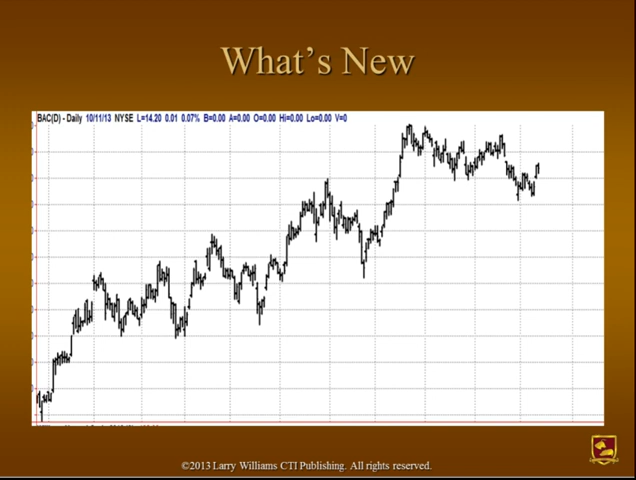 What's New
BAC(D) - Daily 10/11/13 NYSE L=14.20 0.01 0.07% B=0.00 A=0.00 O=0.00 Hi=0.00 Lo=0.00 V=0
©2013 Larry Williams CTI Publishing. All rights reserved.